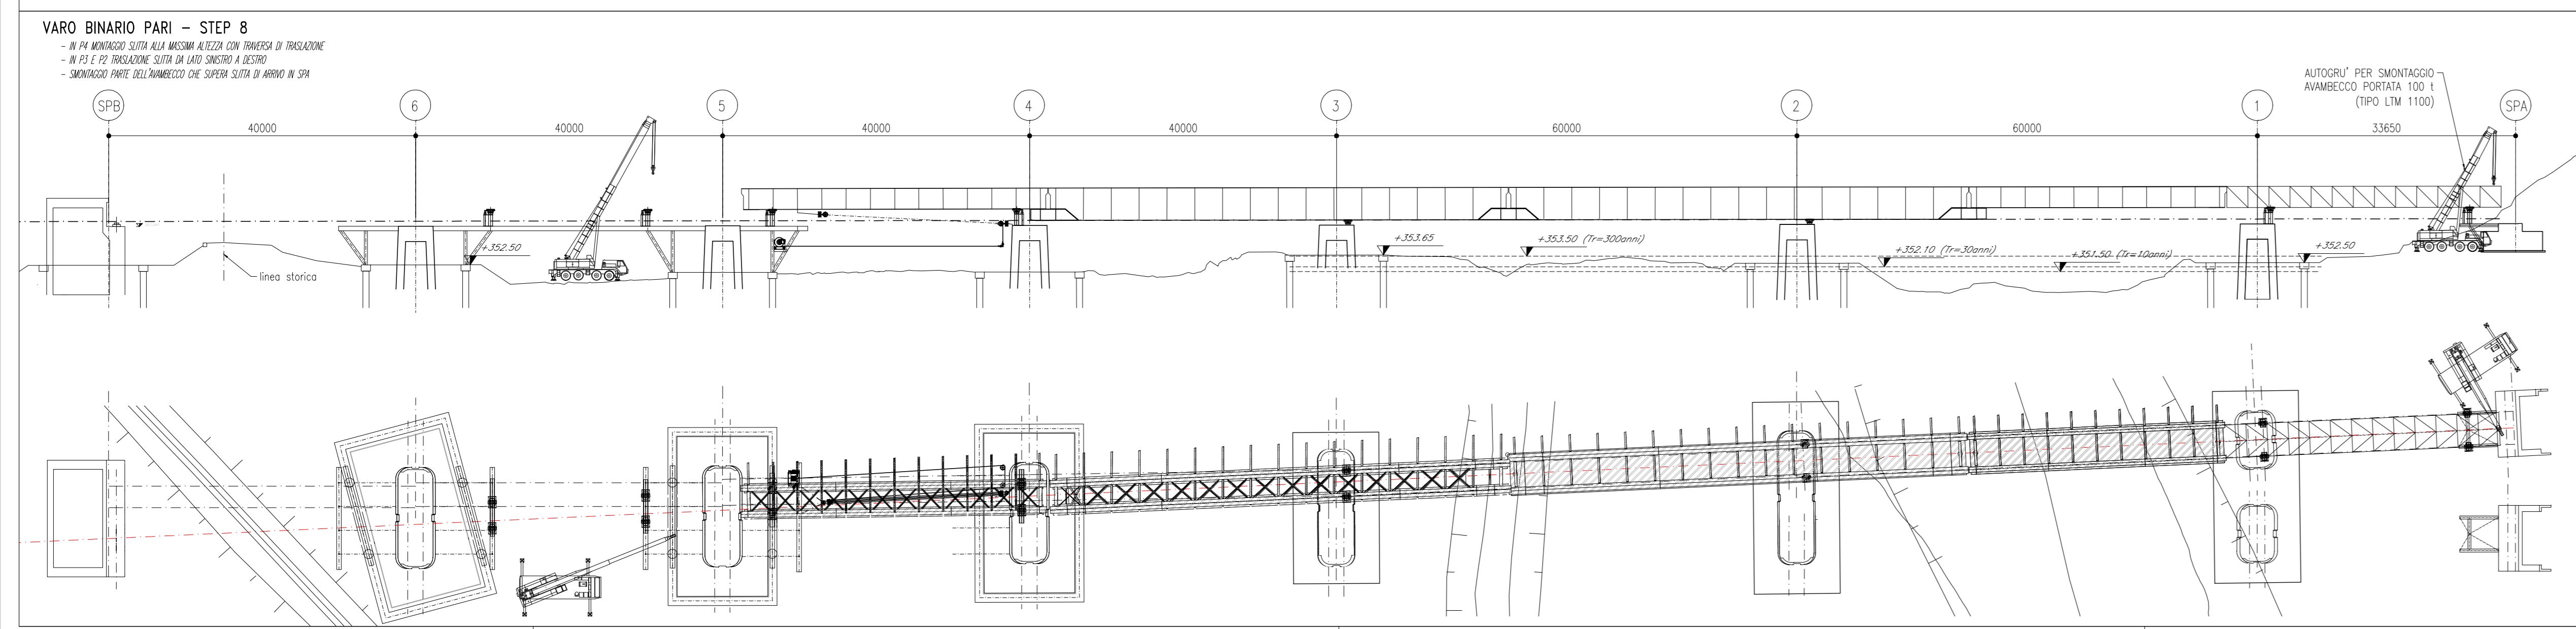 VARO BINARIO PARI - STEP 8
- IN P4 MONTAGGIO SLITTA ALLA MASSIMA ALTEZZA CON TRAVERSA DI TRASLAZIONE
- IN P3 E P2 TRASLAZIONE SLITTA DA LATO SINISTRO A DESTRO
- SMONTAGGIO PARTE DELL'AVAMBECCO CHE SUPERA SLITTA DI ARRIVO IN SPA
AUTOGRU' PER SMONTAGGIO
AVAMBECCO PORTATA 100 t
(TIPO LTM 1100)
SPB
6
5
4
3
2
1
SPA
40000
40000
40000
40000
60000
60000
33650
+352.50
+353.65
+353.50 (Tr=300anni)
+352.10 (Tr=30anni)
+351.50 (Tr=10anni)
+352.50
linea storica